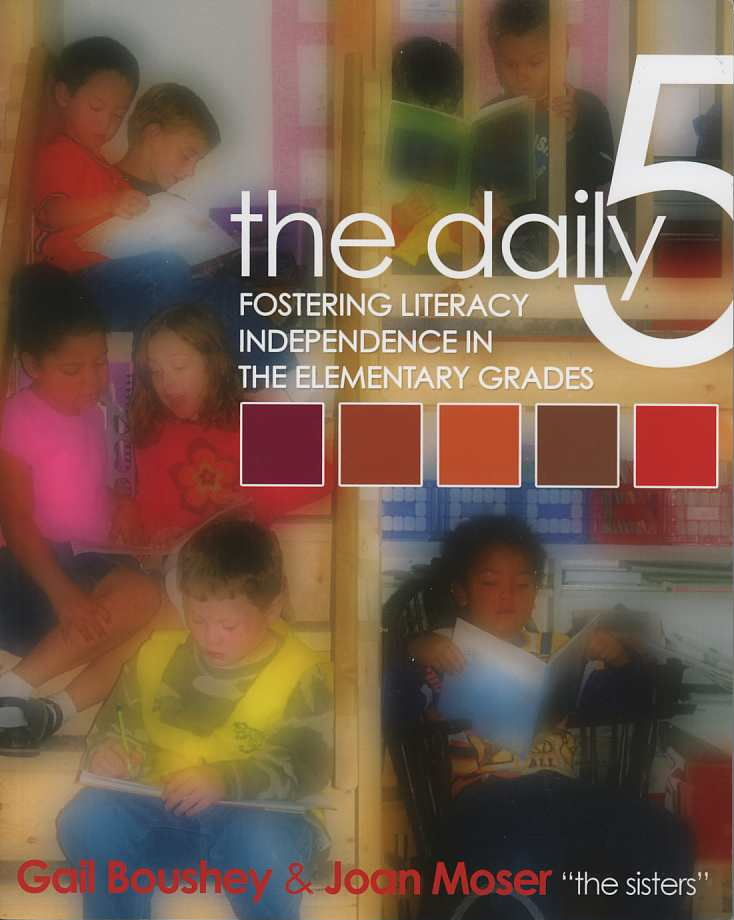 the daily 5
FOSTERING LITERACY
INDEPENDENCE IN
THE ELEMENTARY GRADES
Gail Boushey & Joan Moser "the sisters"